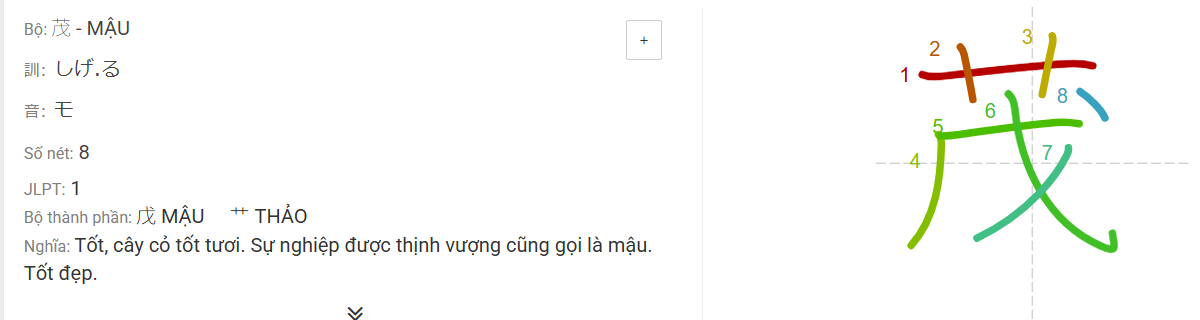 Bộ: 茂 - MẬU
+
訓: しげ.る
音: モ
Số nét: 8
JLPT: 1
Bộ thành phần: 戊 MẬU 艹 THẢO
Nghĩa: Tốt, cây cỏ tốt tươi. Sự nghiệp được thịnh vượng cũng gọi là mậu.
Tốt đẹp.
茂
1
2
3
4
5
6
7
8